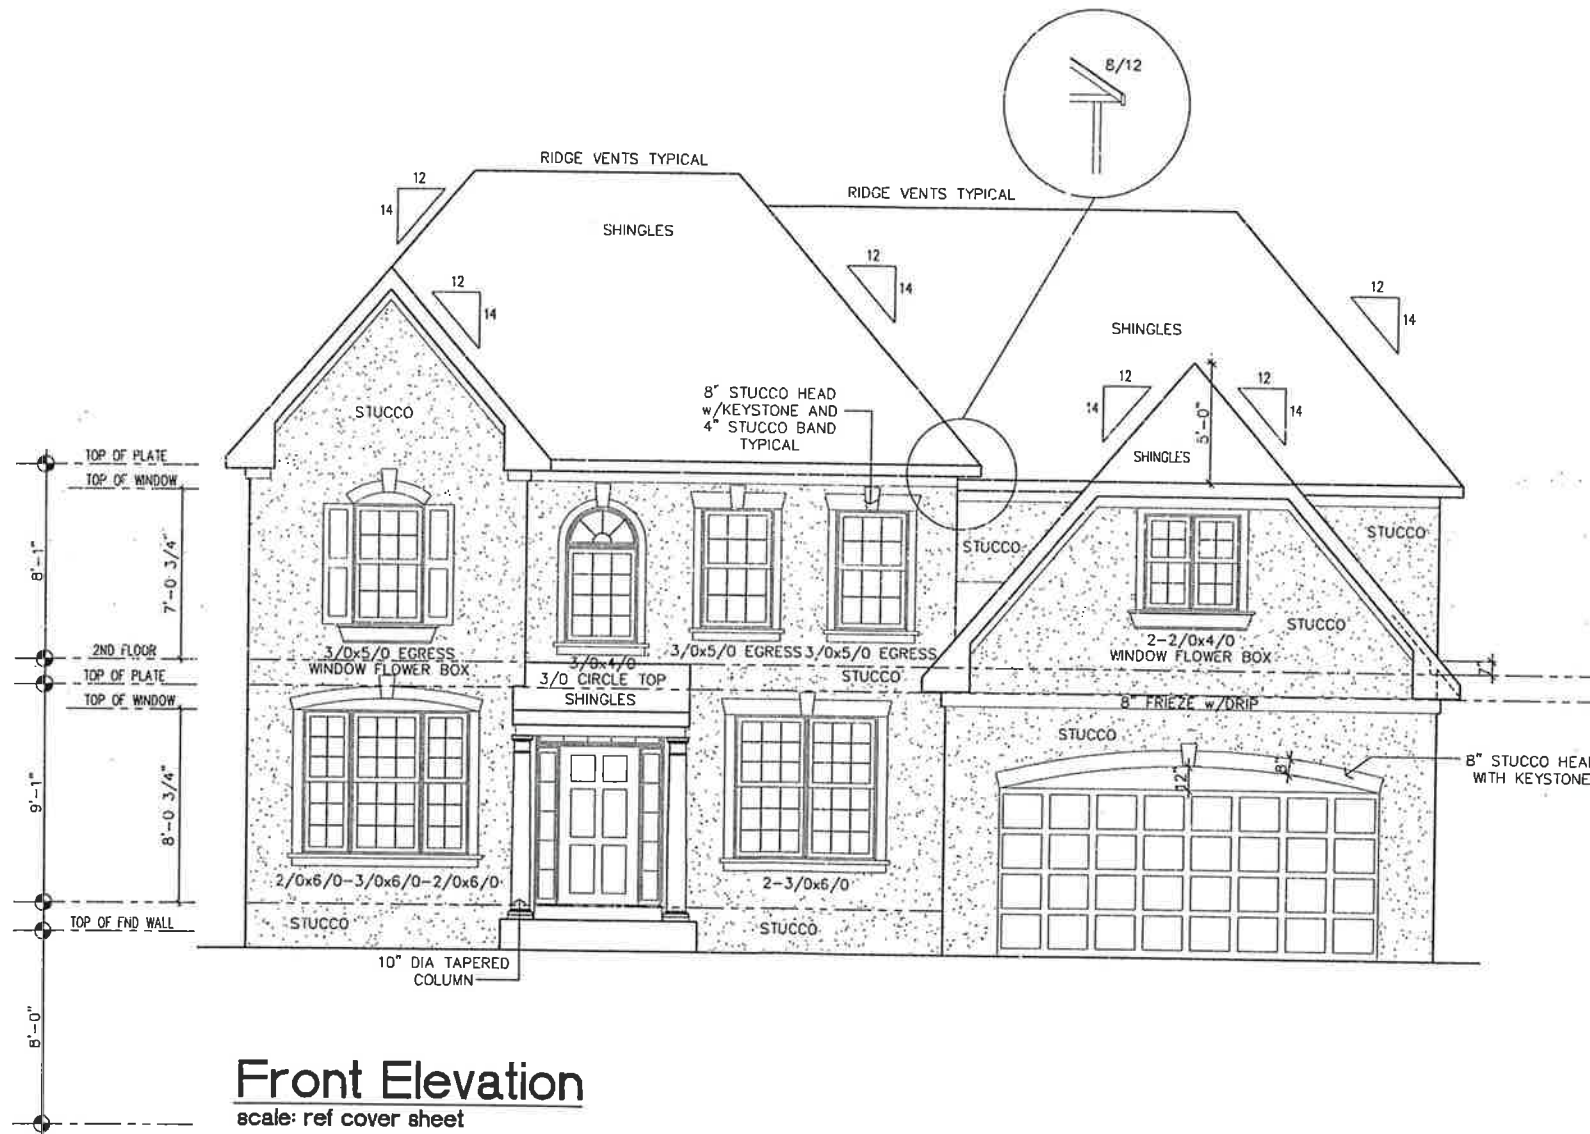 8/12
RIDGE VENTS TYPICAL
RIDGE VENTS TYPICAL
12
14
SHINGLES
12
14
12
14
12
14
SHINGLES
12
14
12
14
5'-0"
SHINGLES
8" STUCCO HEAD
w/KEYSTONE AND
4" STUCCO BAND
TYPICAL
STUCCO
TOP OF PLATE
TOP OF WINDOW
8'-1"
7'-0 3/4"
STUCCO
STUCCO
STUCCO
2ND FLOOR
TOP OF PLATE
TOP OF WINDOW
3/0x5/0 EGRESS
WINDOW FLOWER BOX
3/0x4/0
3/0 CIRCLE TOP
SHINGLES
3/0x5/0 EGRESS
3/0x5/0 EGRESS
STUCCO
2-2/0x4/0
WINDOW FLOWER BOX
8" FRIEZE w/DRIP
STUCCO
12"
8"
8" STUCCO HEAD
WITH KEYSTONE
9'-1"
8'-0 3/4"
2/0x6/0-3/0x6/0-2/0x6/0
2-3/0x6/0
TOP OF FND WALL
STUCCO
STUCCO
10" DIA TAPERED
COLUMN
8'-0"
Front Elevation
scale: ref cover sheet